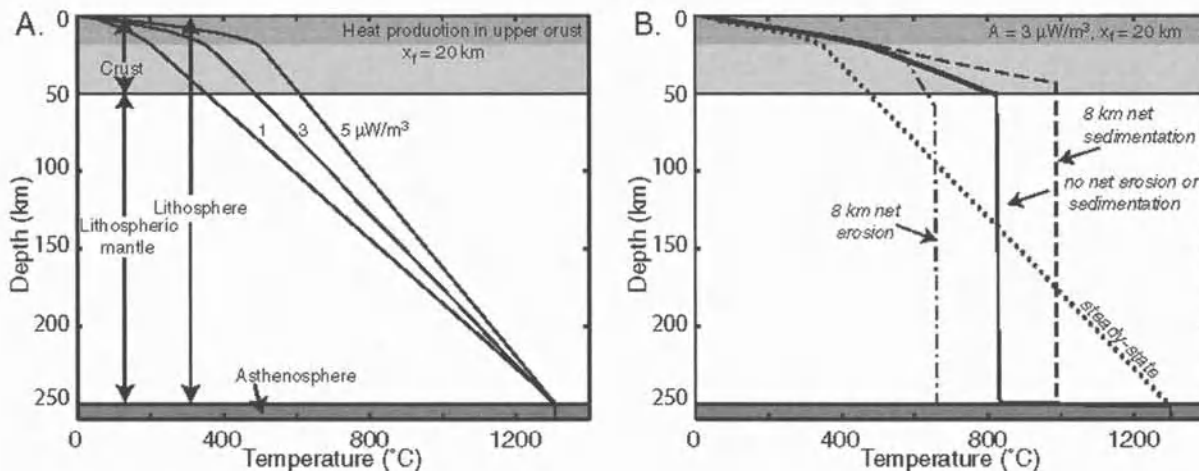 A.
Heat production in upper crust
x_f = 20 km
Crust
1
3
5 µW/m³
Lithosphere
Lithospheric
mantle
Asthenosphere
0
50
100
150
200
250
Depth (km)
0
400
800
1200
Temperature (°C)
B.
A = 3 µW/m³, x_f = 20 km
8 km net
sedimentation
no net erosion or
sedimentation
8 km net
erosion
steady-state
0
50
100
150
200
250
Depth (km)
0
400
800
1200
Temperature (°C)